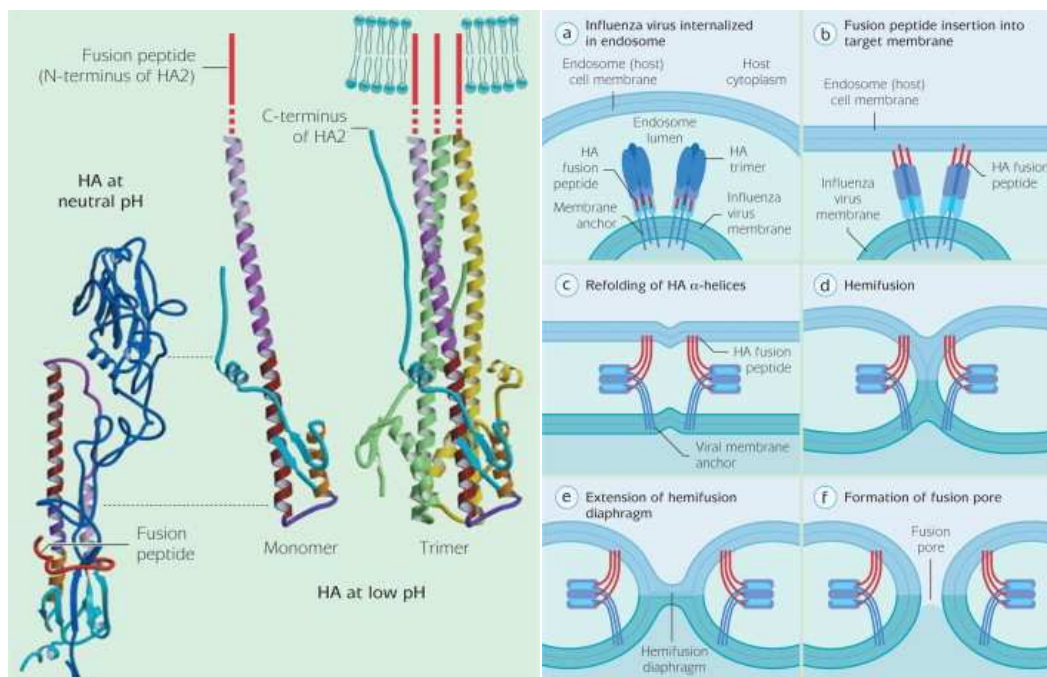 Fusion peptide
(N-terminus of HA2)
C-terminus
of HA2
HA at
neutral pH
Fusion
peptide
Monomer
Trimer
HA at low pH
a
Influenza virus internalized
in endosome
Endosome (host)
cell membrane
Host
cytoplasm
Endosome
lumen
HA
fusion
peptide
HA
trimer
Membrane
anchor
Influenza
virus
membrane
b
Fusion peptide insertion into
target membrane
Endosome (host)
cell membrane
HA fusion
peptide
Influenza
virus
membrane
c
Refolding of HA α-helices
HA fusion
peptide
Viral membrane
anchor
d
Hemifusion
e
Extension of hemifusion
diaphragm
Hemifusion
diaphragm
f
Formation of fusion pore
Fusion
pore